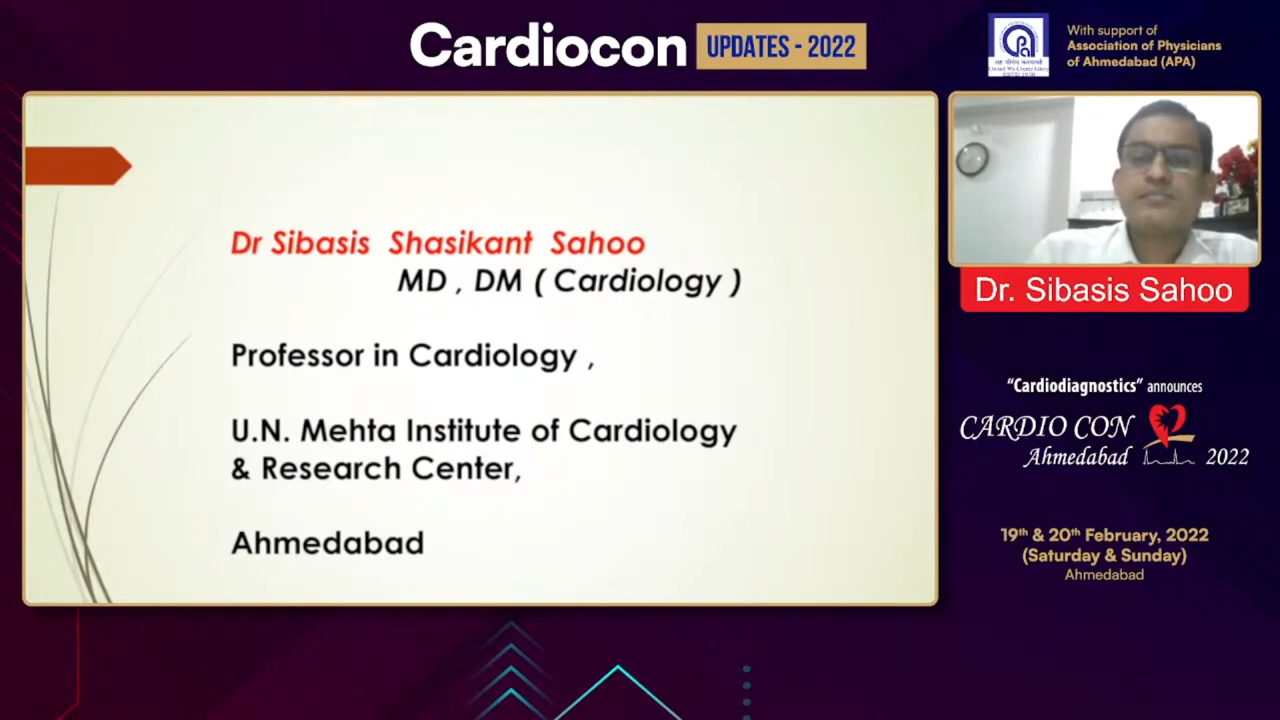 Cardiocon UPDATES - 2022
With support of
Association of Physicians
of Ahmedabad (APA)
Dr Sibasis Shasikant Sahoo
MD , DM ( Cardiology )
Professor in Cardiology ,
U.N. Mehta Institute of Cardiology
& Research Center,
Ahmedabad
Dr. Sibasis Sahoo
“Cardiodiagnostics” announces
CARDIO CON
Ahmedabad 2022
19th & 20th February, 2022
(Saturday & Sunday)
Ahmedabad